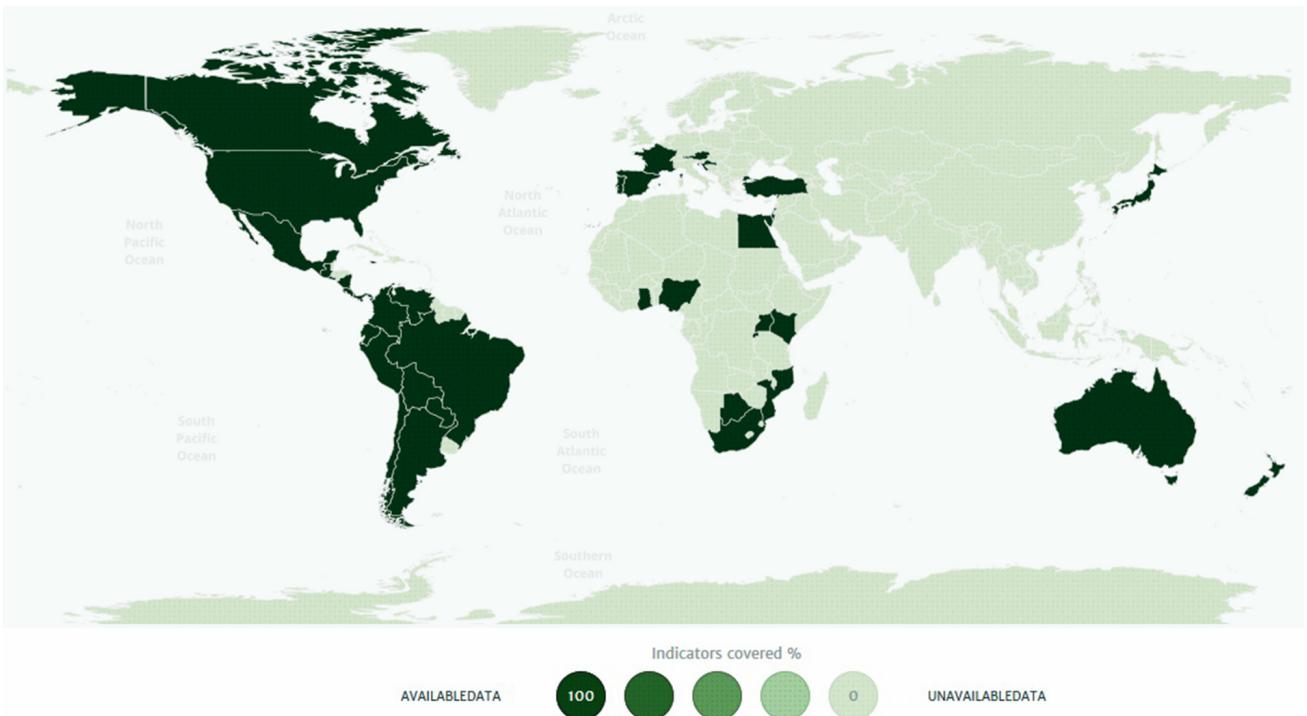 Arctic
Ocean
North
Atlantic
Ocean
North
Pacific
Ocean
South
Pacific
Ocean
South
Atlantic
Ocean
Southern
Ocean
Indicators covered %
AVAILABLEDATA
100
0
UNAVAILABLEDATA